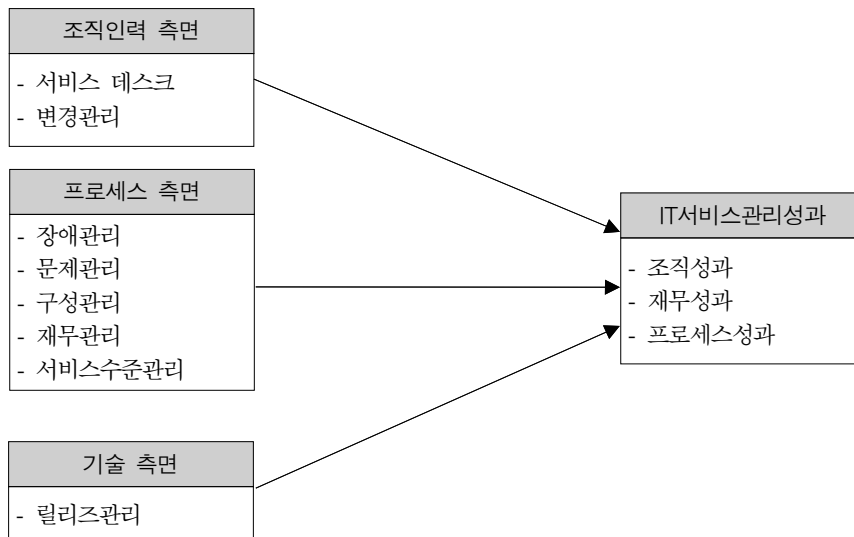 조직인력 측면
- 서비스 데스크
- 변경관리
프로세스 측면
- 장애관리
- 문제관리
- 구성관리
- 재무관리
- 서비스수준관리
기술 측면
- 릴리즈관리
IT서비스관리성과
- 조직성과
- 재무성과
- 프로세스성과